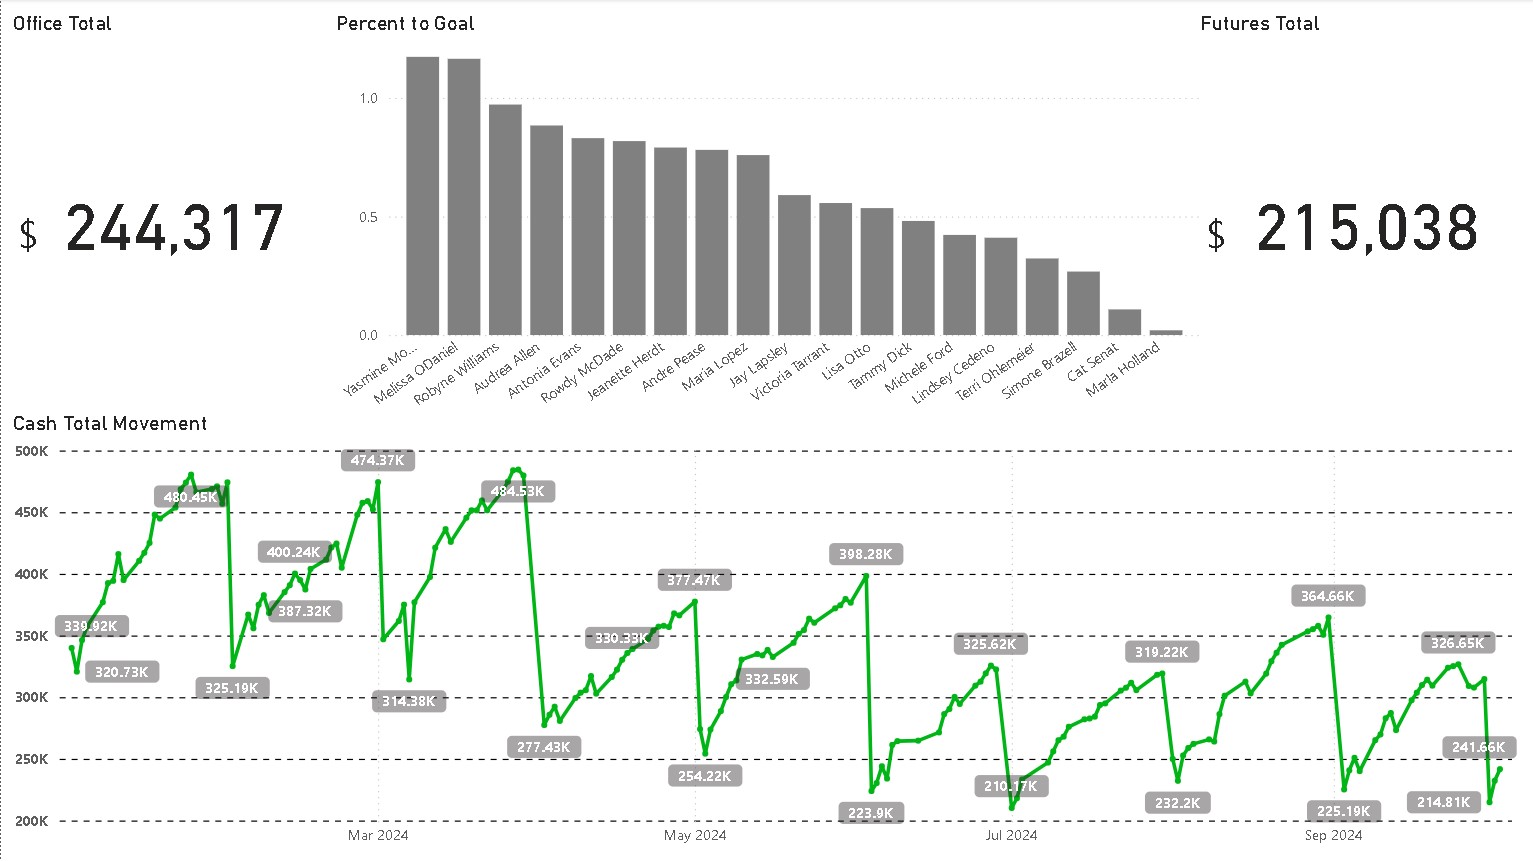 Office Total
Percent to Goal
Futures Total
$ 244,317
1.0
0.5
0.0
Yasmine Mo...
Melissa ODaniel
Robyne Williams
Audrea Allen
Antonia Evans
Rowdy McDade
Jeanette Herdt
Andre Pease
Maria Lopez
Jay Lapsley
Victoria Tarrant
Lisa Otto
Tammy Dick
Michele Ford
Lindsey Cedeno
Terri Ohlemeier
Simone Brazell
Cat Senat
Marla Holland
$ 215,038
Cash Total Movement
500K
450K
400K
350K
300K
250K
200K
339.92K
320.73K
480.45K
325.19K
400.24K
387.32K
474.37K
314.38K
484.53K
277.43K
330.33K
377.47K
254.22K
332.59K
398.28K
223.9K
325.62K
210.17K
319.22K
232.2K
364.66K
225.19K
326.65K
214.81K
241.66K
Mar 2024
May 2024
Jul 2024
Sep 2024